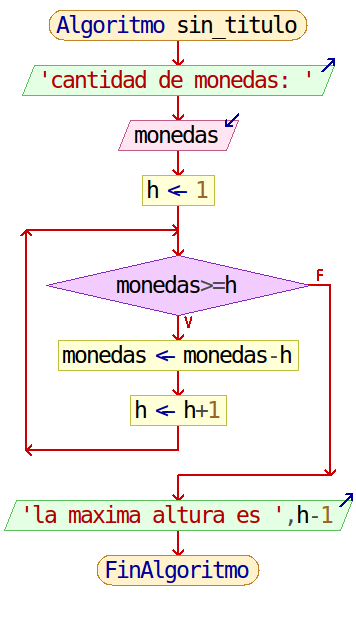 Algoritmo sin_titulo
'cantidad de monedas: '
monedas
h ← 1
monedas>=h
F
V
monedas ← monedas-h
h ← h+1
'la maxima altura es ',h-1
FinAlgoritmo